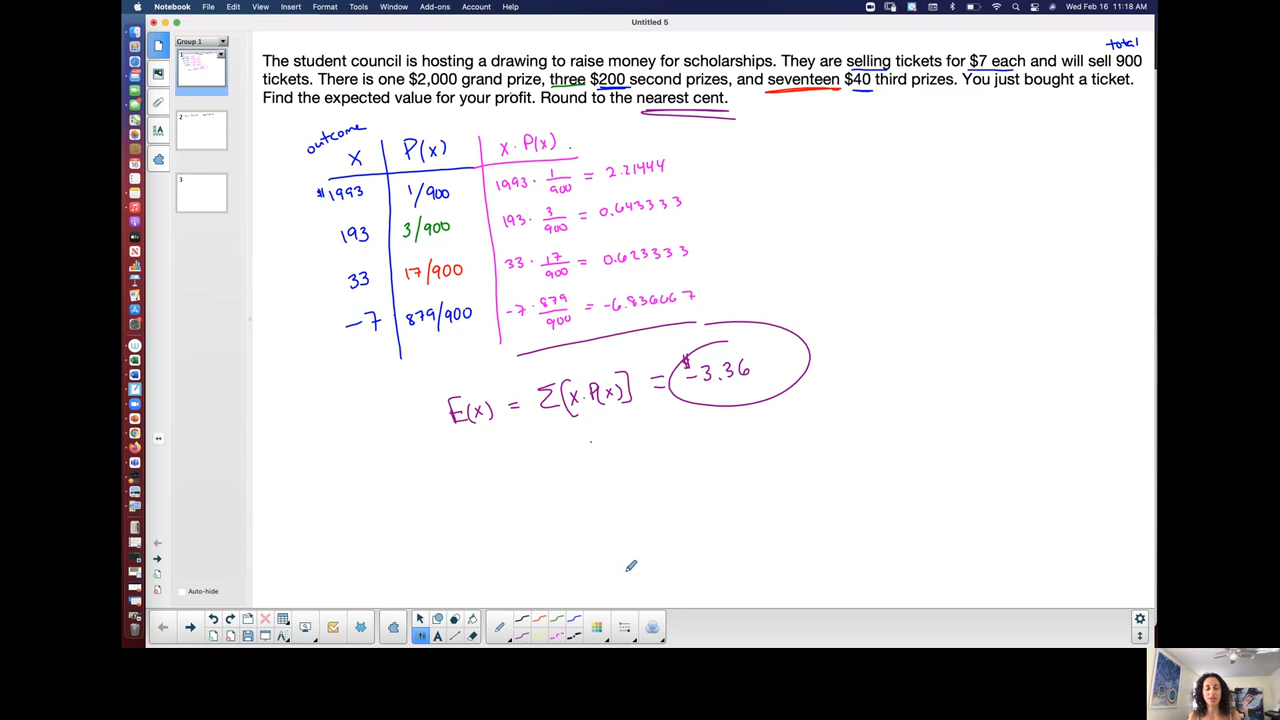 Notebook File Edit View Insert Format Tools Window Add-ons Account Help Wed Feb 16 11:18 AM
Untitled 5
Group 1
total
The student council is hosting a drawing to raise money for scholarships. They are selling tickets for $7 each and will sell 900
tickets. There is one $2,000 grand prize, three $200 second prizes, and seventeen $40 third prizes. You just bought a ticket.
Find the expected value for your profit. Round to the nearest cent.
outcome
x P(x) x · P(x)
$1993 1/900 1993 · 1/900 = 2.21444
193 3/900 193 · 3/900 = 0.643333
33 17/900 33 · 17/900 = 0.623333
-7 879/900 -7 · 879/900 = -6.836667
E(x) = Σ[x·P(x)] = $-3.36
1
2
3
Auto-hide